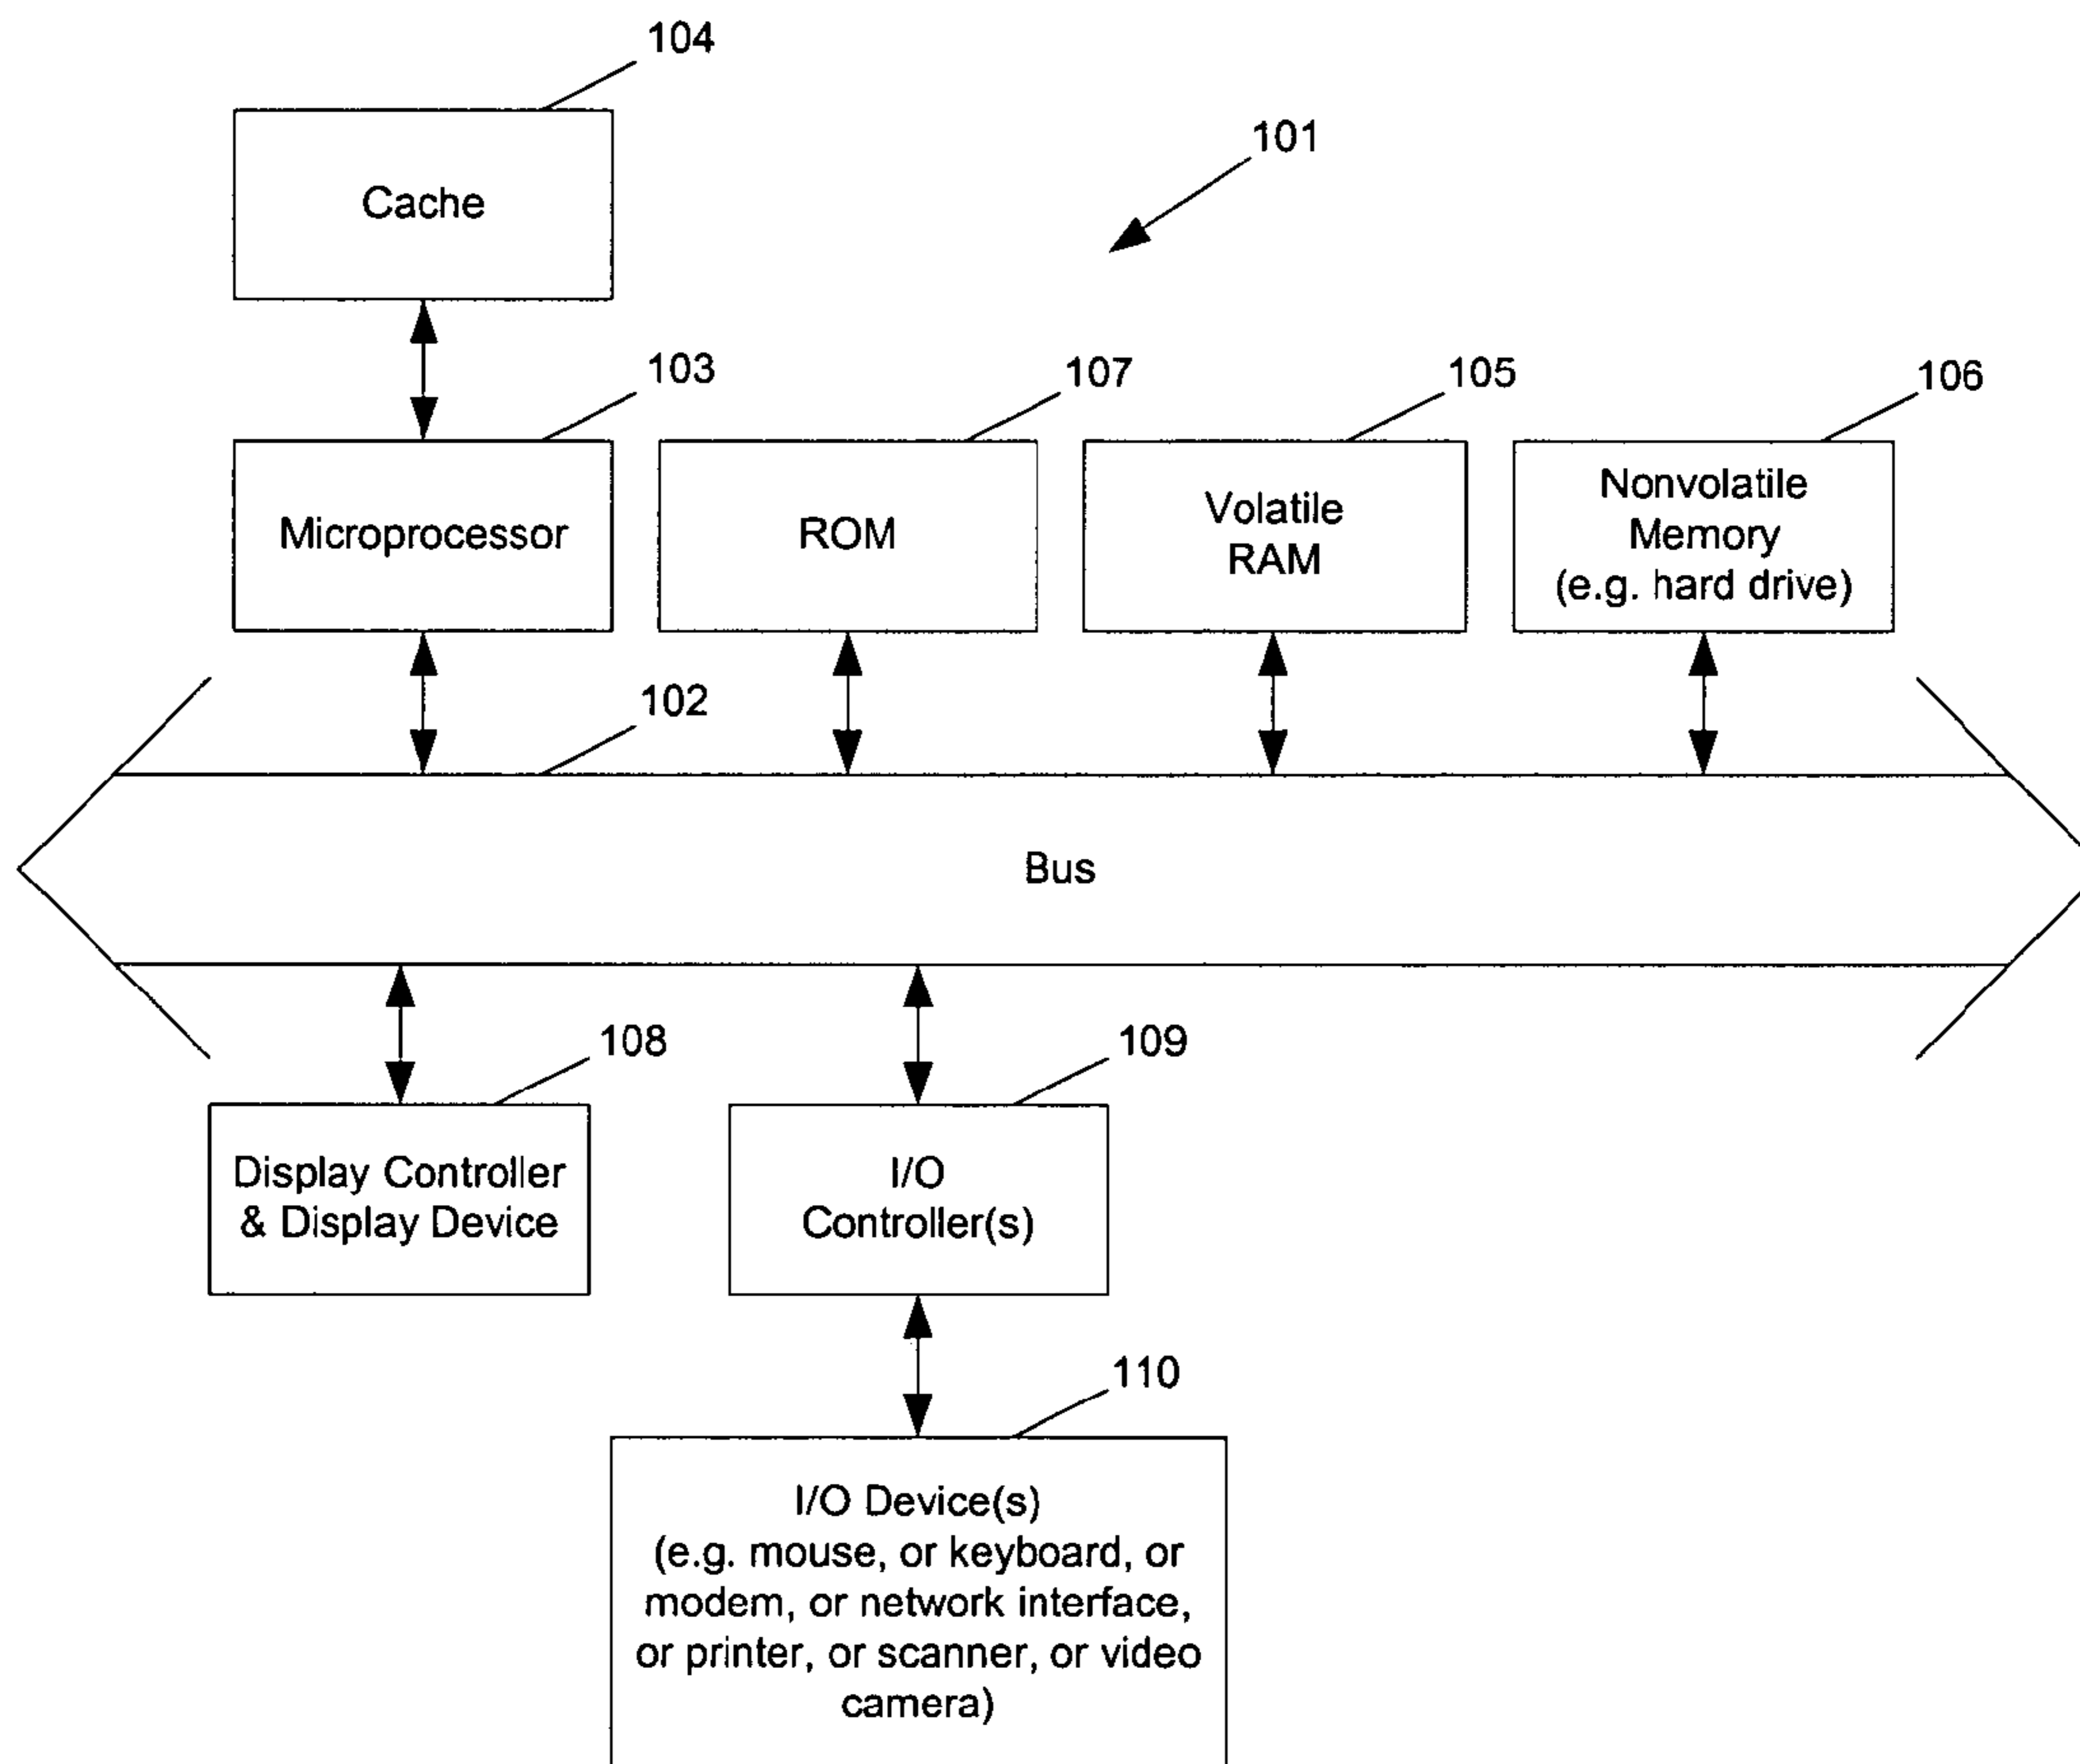 104
101
Cache
103
107
105
106
Microprocessor
ROM
Volatile
RAM
Nonvolatile
Memory
(e.g. hard drive)
102
Bus
108
109
Display Controller
& Display Device
I/O
Controller(s)
110
I/O Device(s)
(e.g. mouse, or keyboard, or
modem, or network interface,
or printer, or scanner, or video
camera)